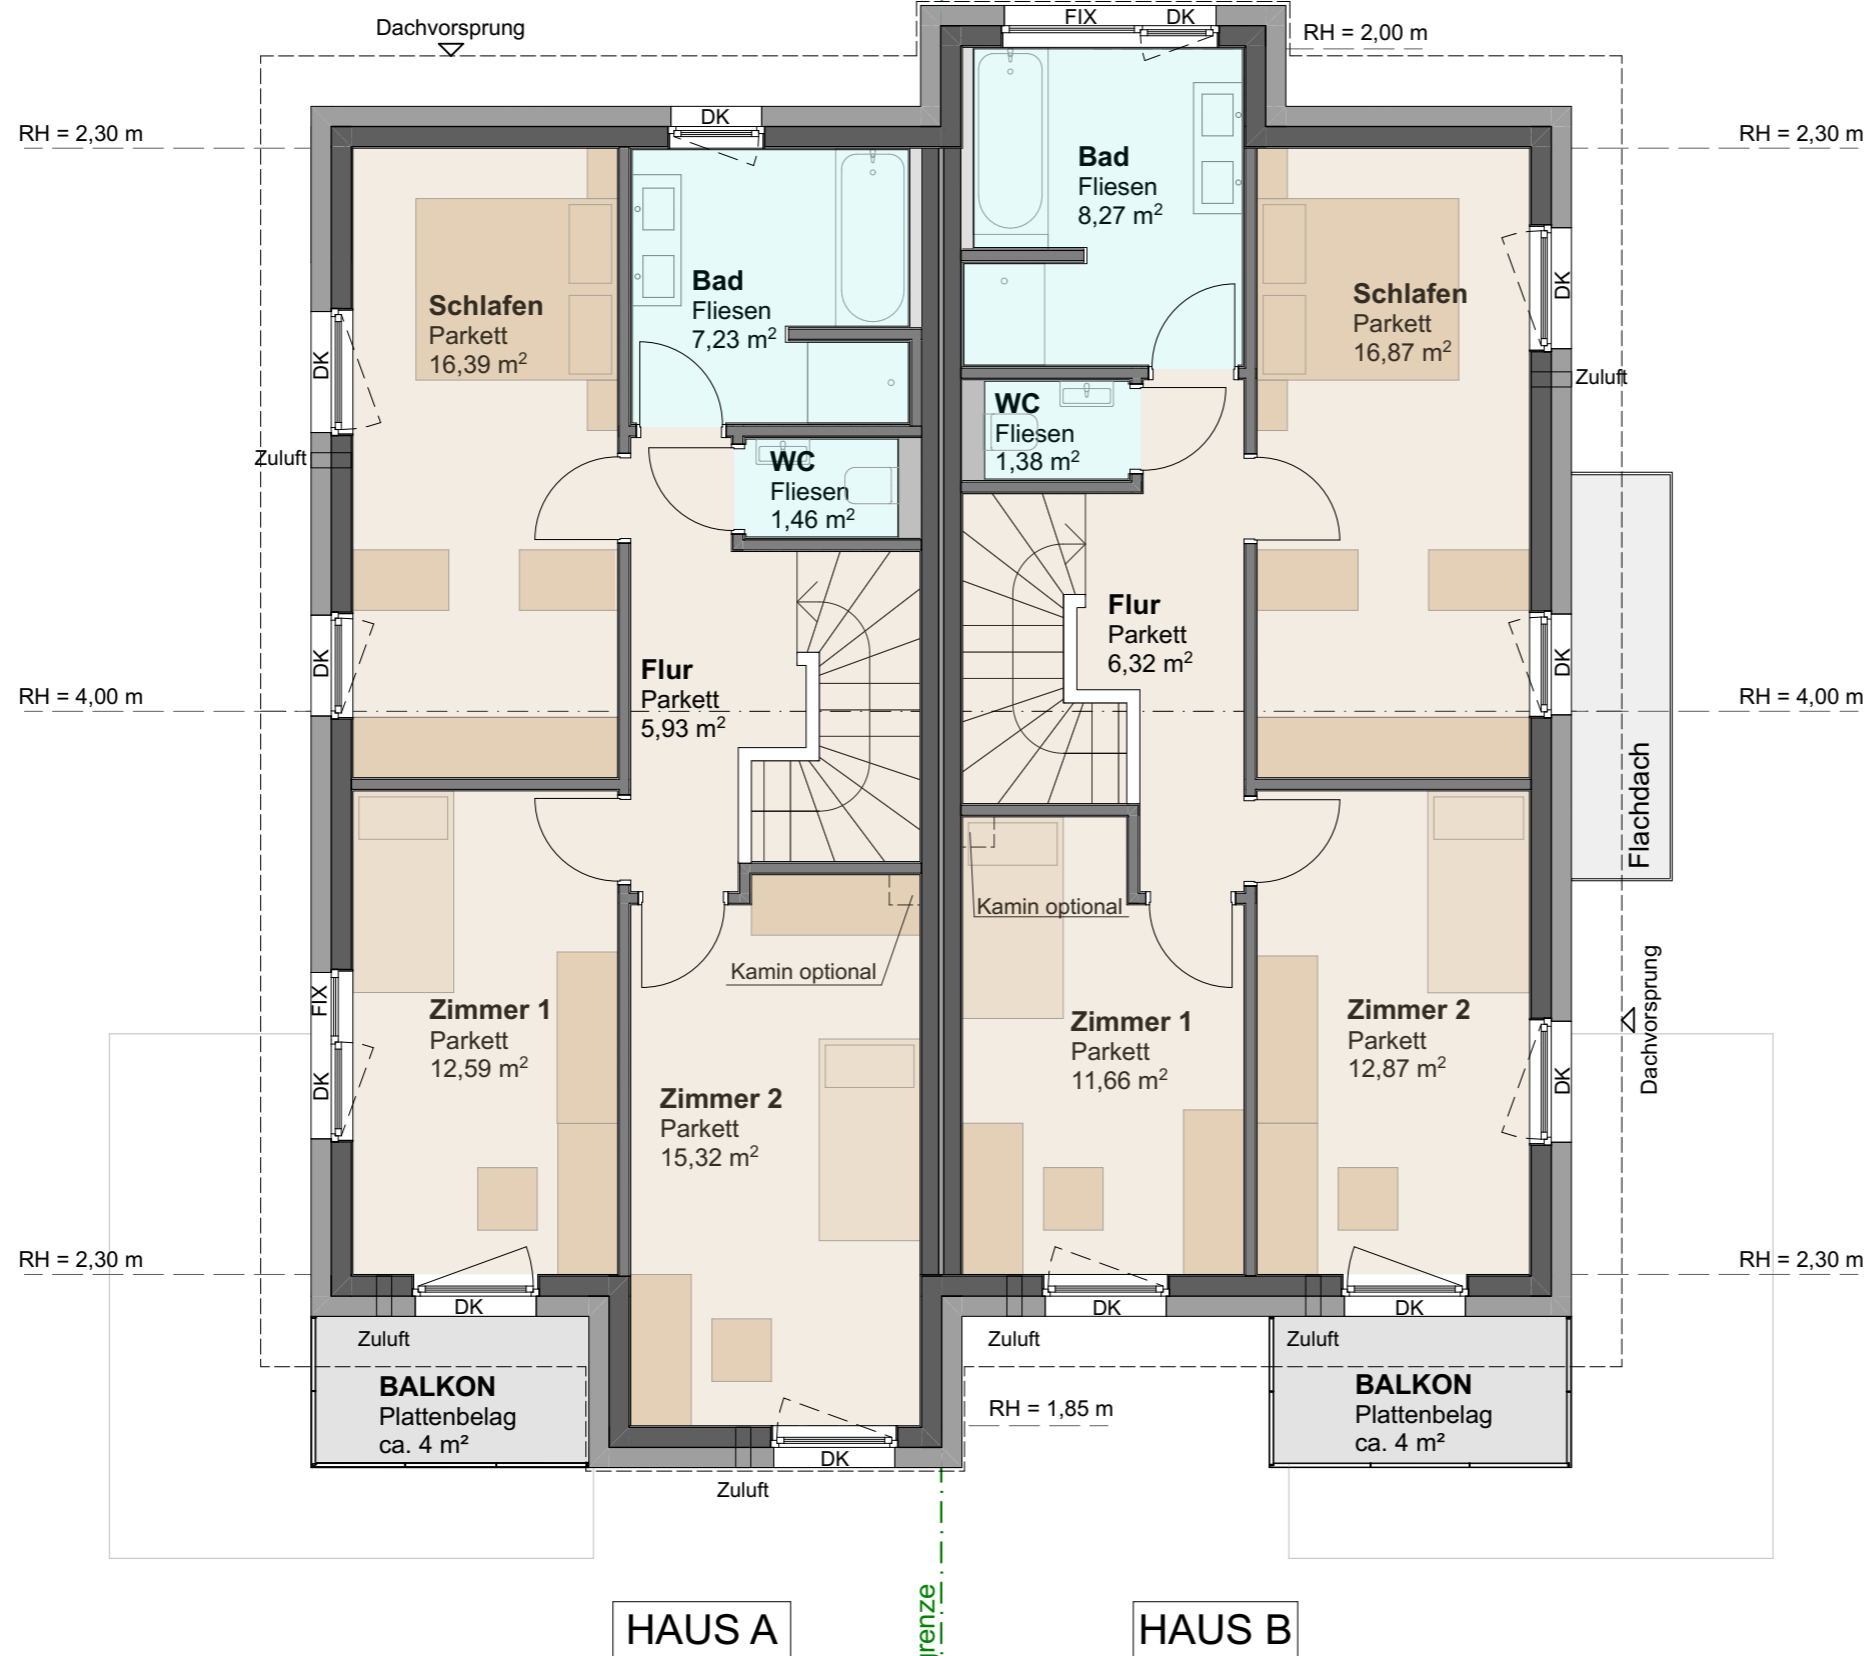 Dachvorsprung
FIX
DK
RH = 2,00 m
DK
RH = 2,30 m
RH = 2,30 m
Bad
Fliesen
8,27 m²
Schlafen
Parkett
16,39 m²
Bad
Fliesen
7,23 m²
Schlafen
Parkett
16,87 m²
DK
DK
Zuluft
Zuluft
WC
Fliesen
1,38 m²
WC
Fliesen
1,46 m²
Flur
Parkett
6,32 m²
Flur
Parkett
5,93 m²
DK
DK
RH = 4,00 m
RH = 4,00 m
Flachdach
Kamin optional
Kamin optional
FIX
DK
Zimmer 1
Parkett
12,59 m²
Zimmer 2
Parkett
15,32 m²
Zimmer 1
Parkett
11,66 m²
Zimmer 2
Parkett
12,87 m²
DK
Dachvorsprung
RH = 2,30 m
RH = 2,30 m
DK
DK
DK
Zuluft
Zuluft
Zuluft
BALKON
Plattenbelag
ca. 4 m²
RH = 1,85 m
BALKON
Plattenbelag
ca. 4 m²
DK
Zuluft
grenze
HAUS A
HAUS B